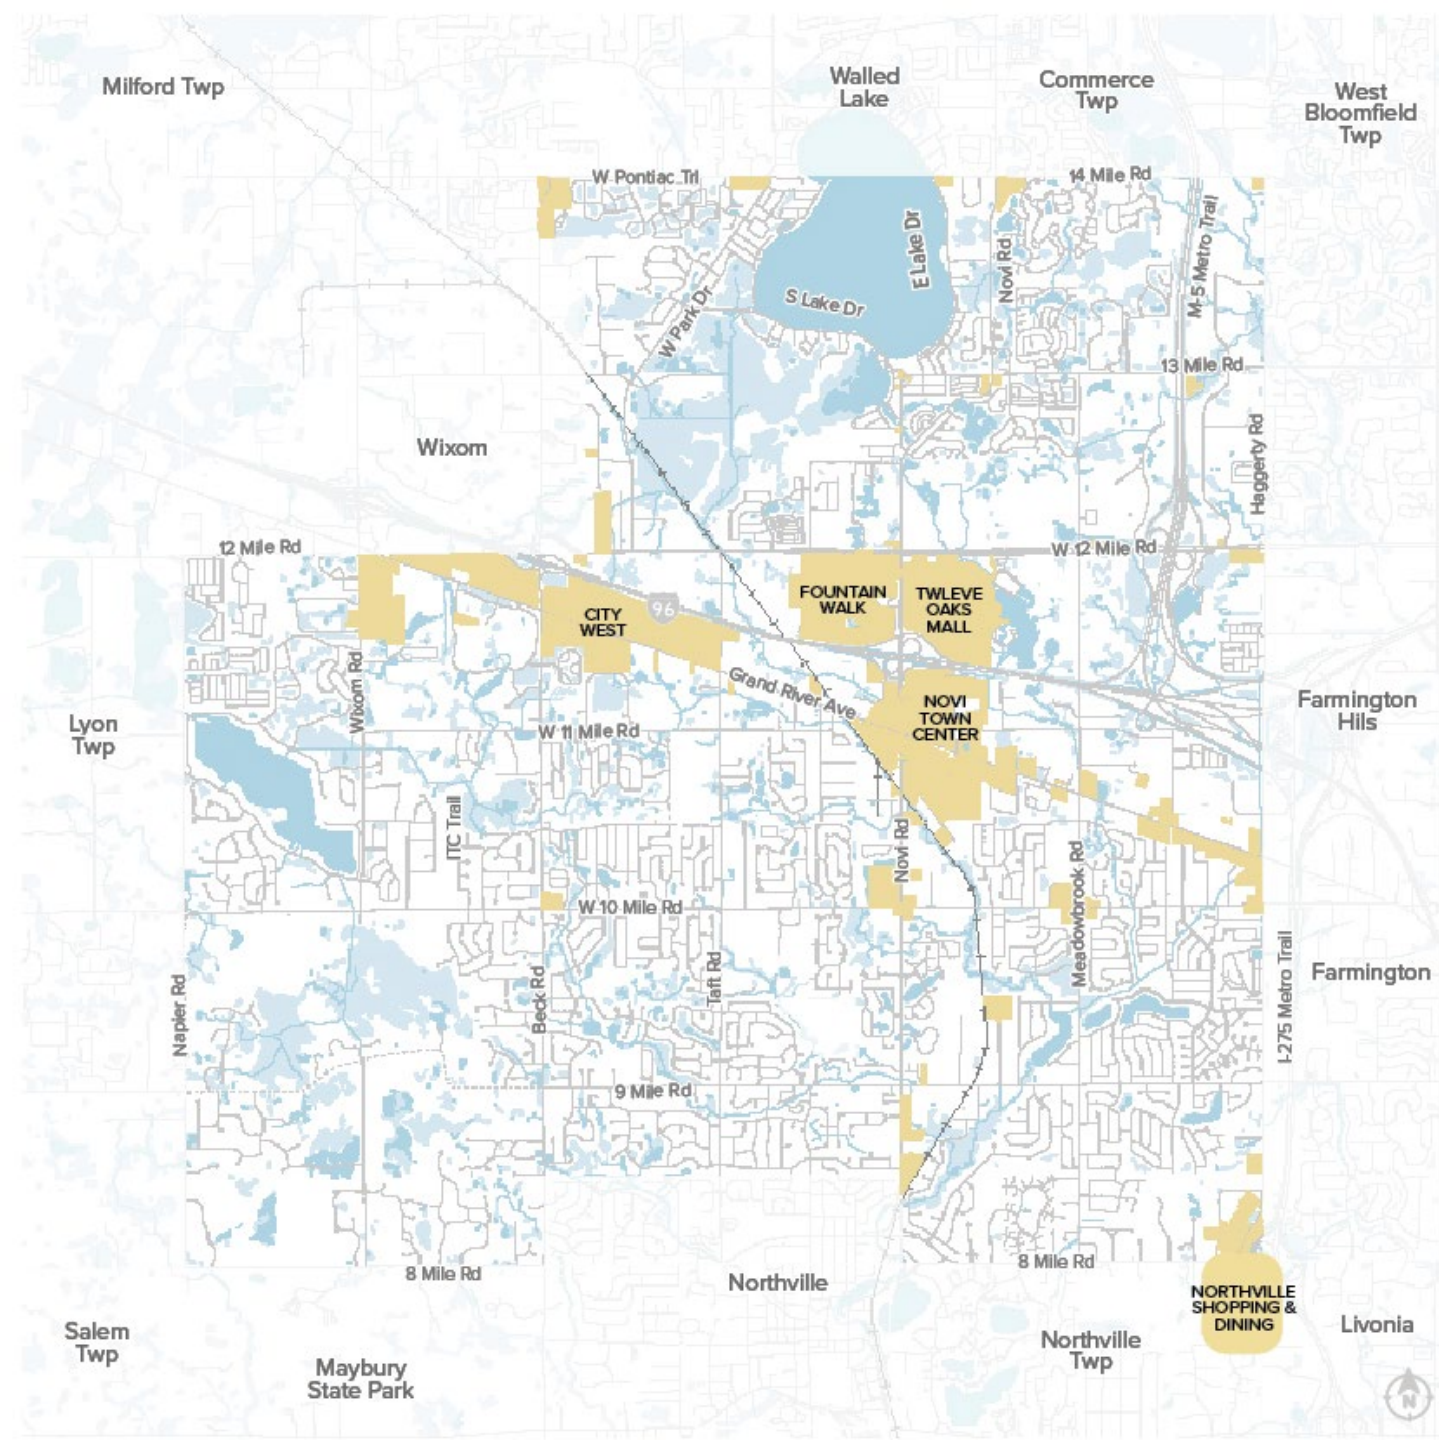 Milford Twp
Walled
Lake
Commerce
Twp
West
Bloomfield
Twp
W Pontiac Trl
14 Mile Rd
M-5 Metro Trail
E Lake Dr
Novi Rd
S Lake Dr
W Park Dr
13 Mile Rd
Haggerty Rd
Wixom
12 Mile Rd
W 12 Mile Rd
96
CITY
WEST
FOUNTAIN
WALK
TWLEVE
OAKS
MALL
Wixom Rd
Grand River Ave
NOVI
TOWN
CENTER
Farmington
Hils
Lyon
Twp
W 11 Mile Rd
ITC Trail
Novi Rd
Meadowbrook Rd
W 10 Mile Rd
Napier Rd
Beck Rd
Taft Rd
I-275 Metro Trail
Farmington
9 Mile Rd
8 Mile Rd
8 Mile Rd
Northville
NORTHVILLE
SHOPPING &
DINING
Salem
Twp
Maybury
State Park
Northville
Twp
Livonia
N